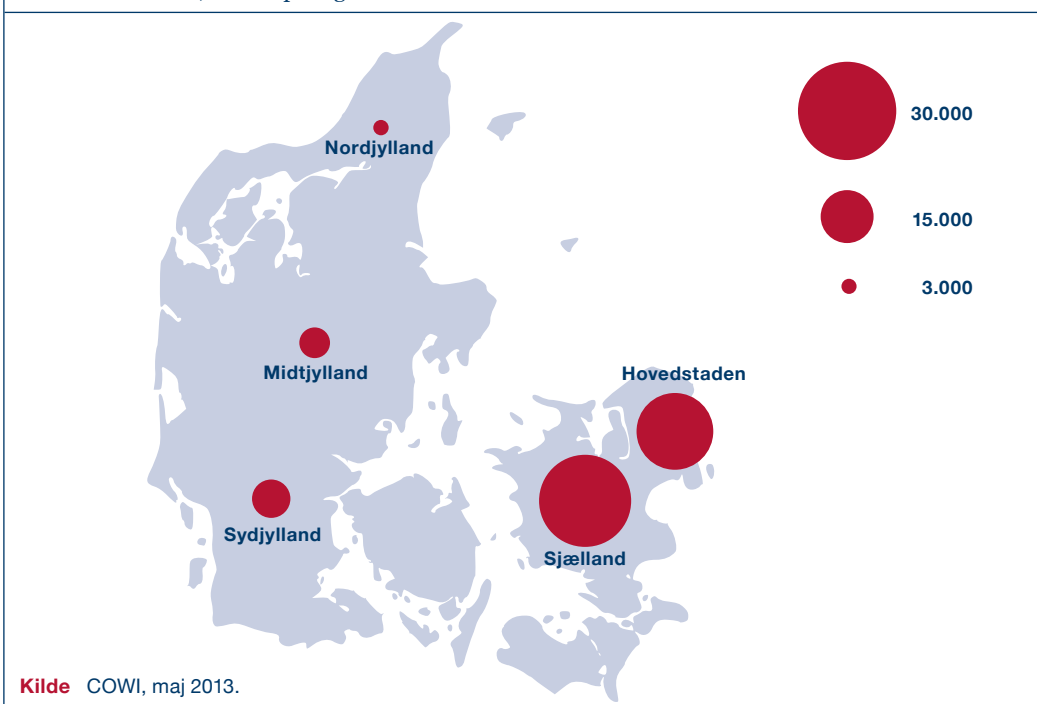 30.000
Nordjylland
15.000
3.000
Midtjylland
Hovedstaden
Sydjylland
Sjælland
Kilde COWI, maj 2013.